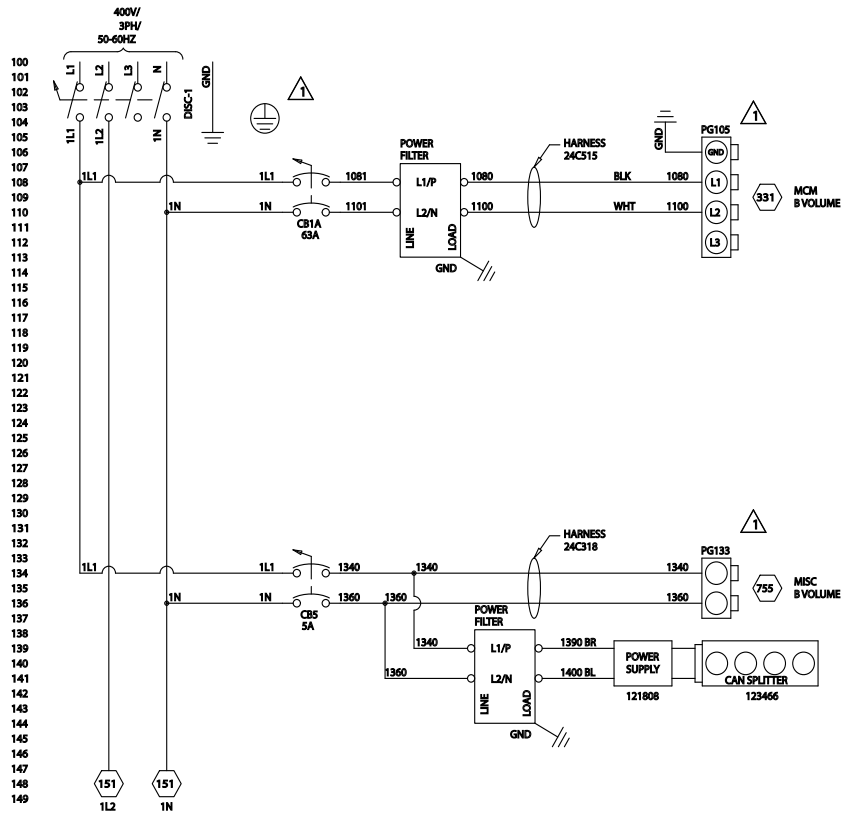 400V/
3PH/
50-60HZ
L1
L2
L3
N
GND
DISC-1
1L1
1L2
1N
1
100
101
102
103
104
105
106
107
108
109
110
111
112
113
114
115
116
117
118
119
120
121
122
123
124
125
126
127
128
129
130
131
132
133
134
135
136
137
138
139
140
141
142
143
144
145
146
147
148
149
1L1
1L1
1081
1N
1N
1101
CB1A
63A
POWER
FILTER
L1/P
L2/N
LINE
LOAD
GND
1080
1100
HARNESS
24C515
BLK
1080
WHT
1100
GND
1
PG105
GND
L1
L2
L3
331
MCM
B VOLUME
1L1
1L1
1340
1340
1N
1N
1360
1360
CB5
5A
HARNESS
24C318
1340
1360
1
PG133
755
MISC
B VOLUME
POWER
FILTER
1340
1360
L1/P
L2/N
LINE
LOAD
GND
1390 BR
1400 BL
POWER
SUPPLY
121808
CAN SPLITTER
123466
151
1L2
151
1N